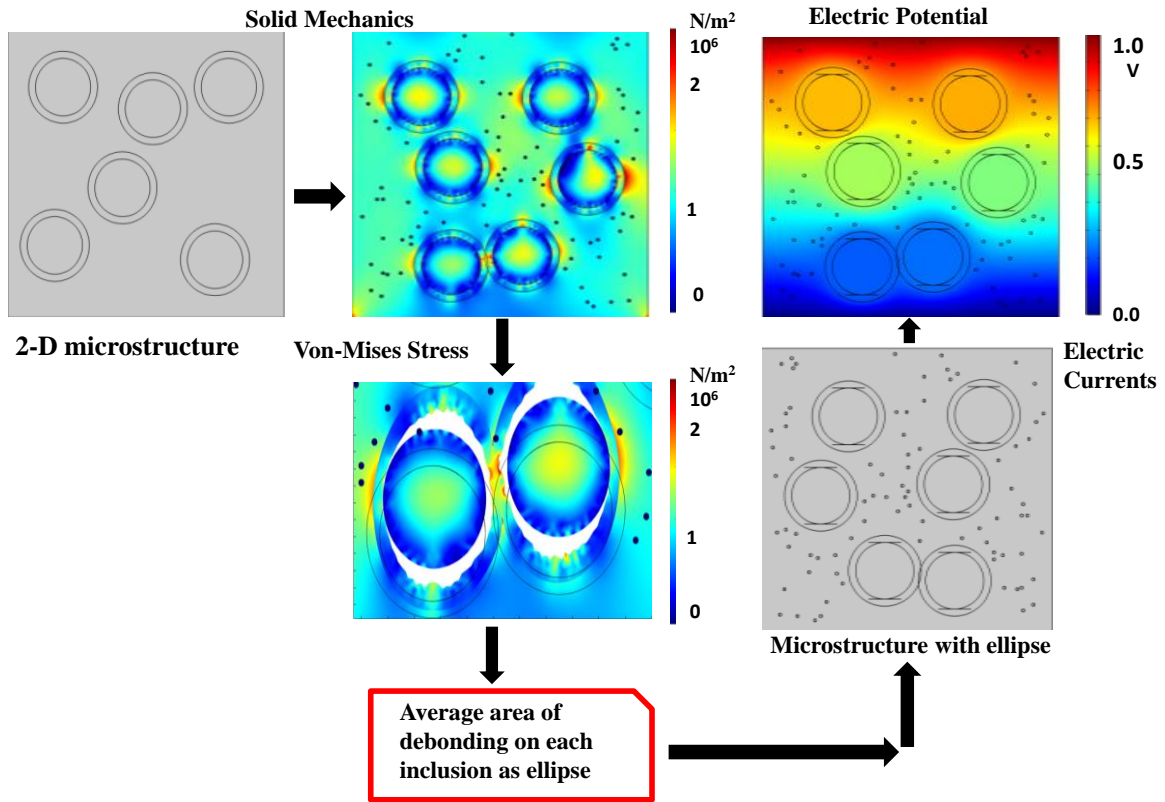 Solid Mechanics
N/m²
10⁶
2
1
0
Electric Potential
1.0
V
0.5
0.0
2-D microstructure
Von-Mises Stress
N/m²
10⁶
2
1
0
Electric
Currents
Microstructure with ellipse
Average area of
debonding on each
inclusion as ellipse